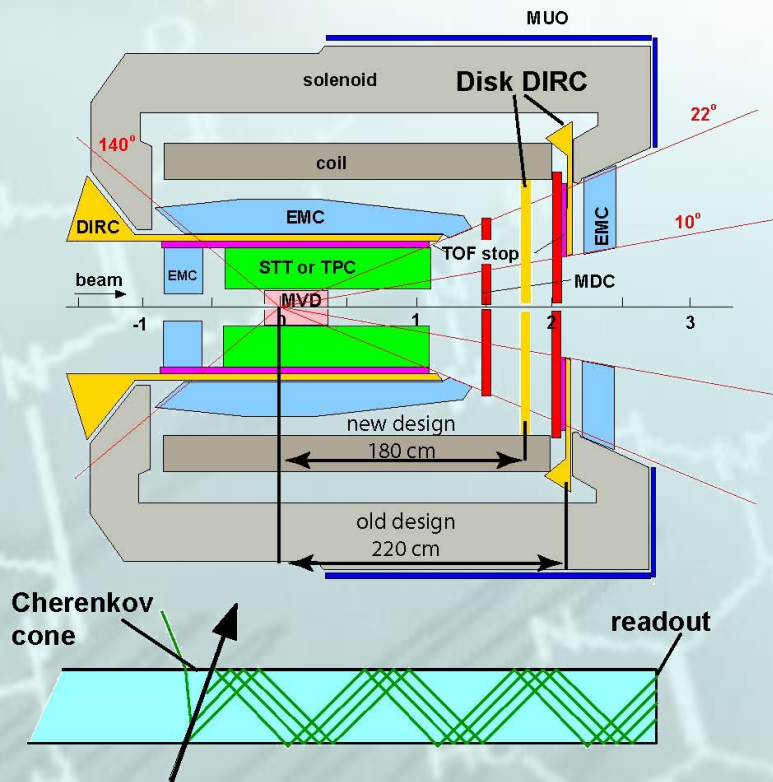 MUO
solenoid
Disk DIRC
22°
140°
coil
EMC
DIRC
10°
EMC
TOF stop
STT or TPC
EMC
beam
MDC
MVD
-1 0 1 2 3
new design
180 cm
old design
220 cm
Cherenkov
cone
readout